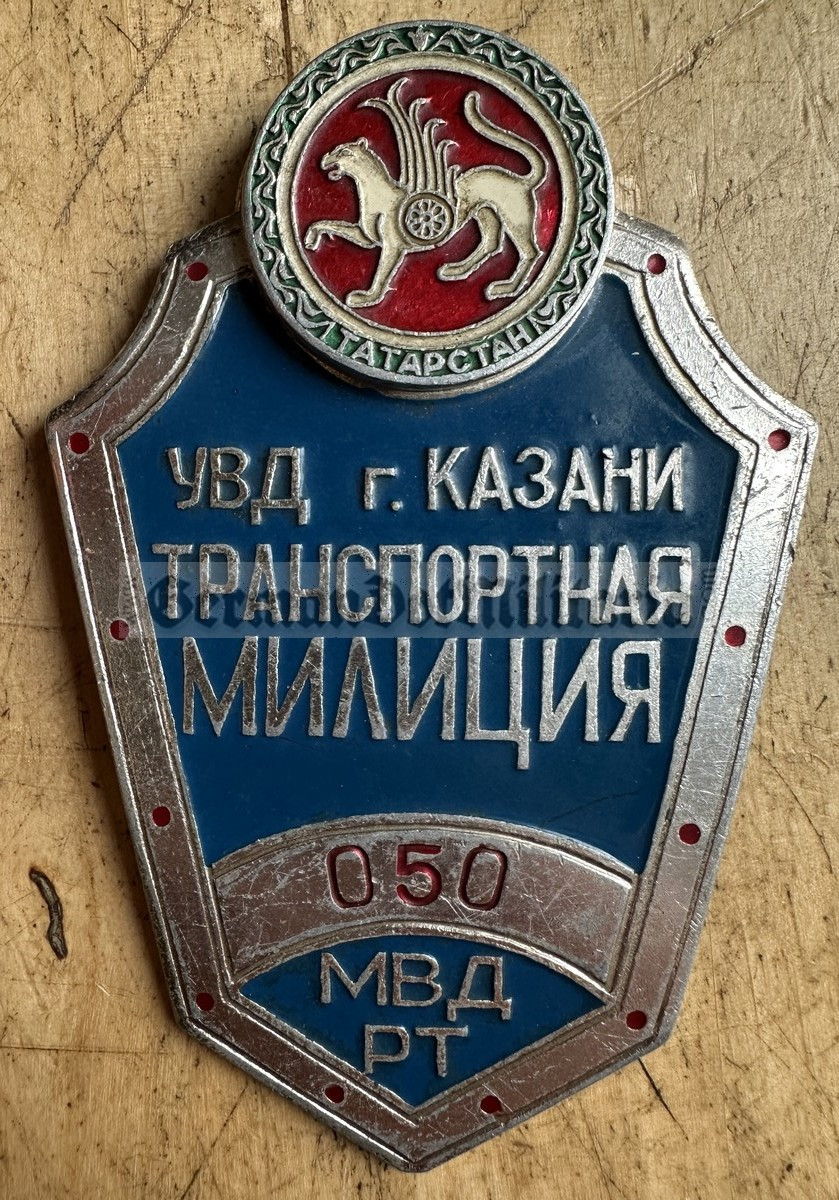 ТАТАРСТАН
УВД г. КАЗАНИ
ТРАНСПОРТНАЯ
МИЛИЦИЯ
050
МВД
РТ